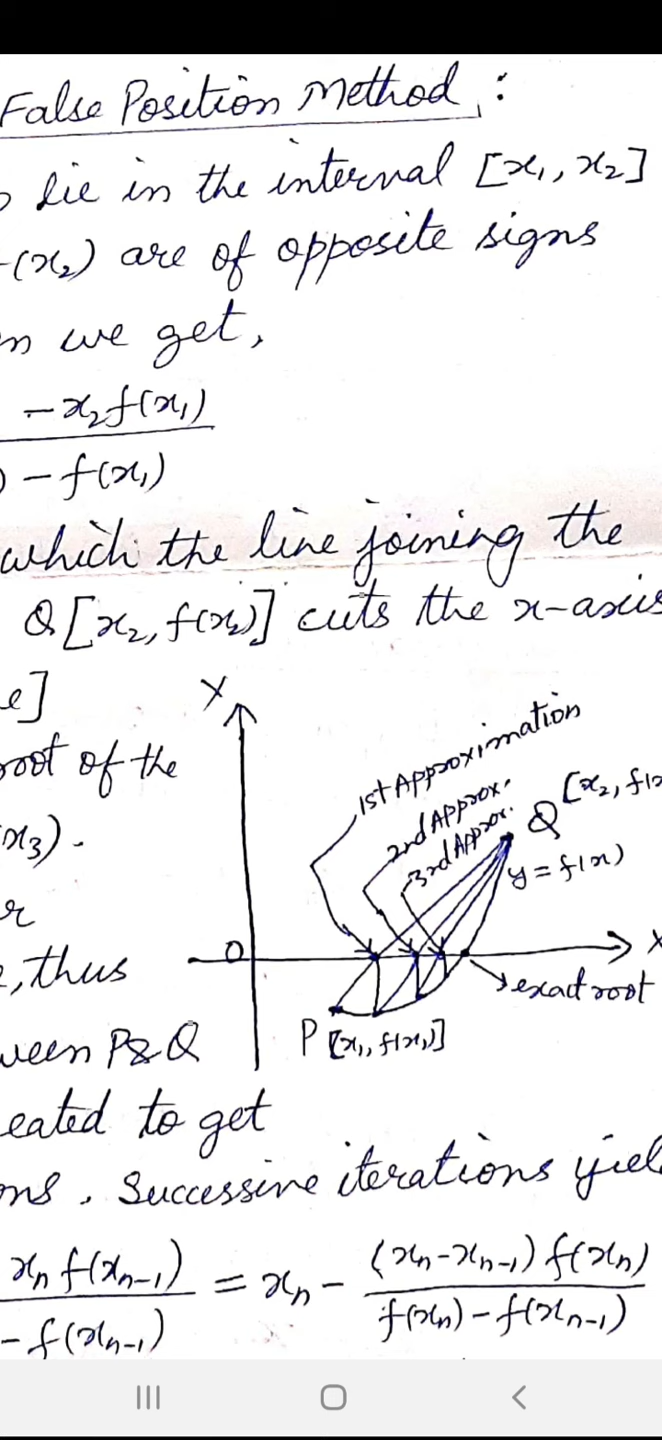 False Position Method :
lie in the internal [x₁, x₂]
f(x₂) are of opposite signs
we get,
- x₂f(x₁)
) - f(x₁)
which the line joining the
Q[x₂, f(x₂)] cuts the x-axis
e]
Y
root of the
1st Approximation
2nd Approx.
3rd Approx.
Q [x₂, f(x₂
y = f(x)
x₃).
O
X
, thus
exact root
ween P&Q
P [x₁, f(x₁)]
eated to get
ons. Successive iterations yiel
xₙ f(xₙ₋₁) = xₙ - (xₙ - xₙ₋₁) f(xₙ)
- f(xₙ₋₁) f(xₙ) - f(xₙ₋₁)